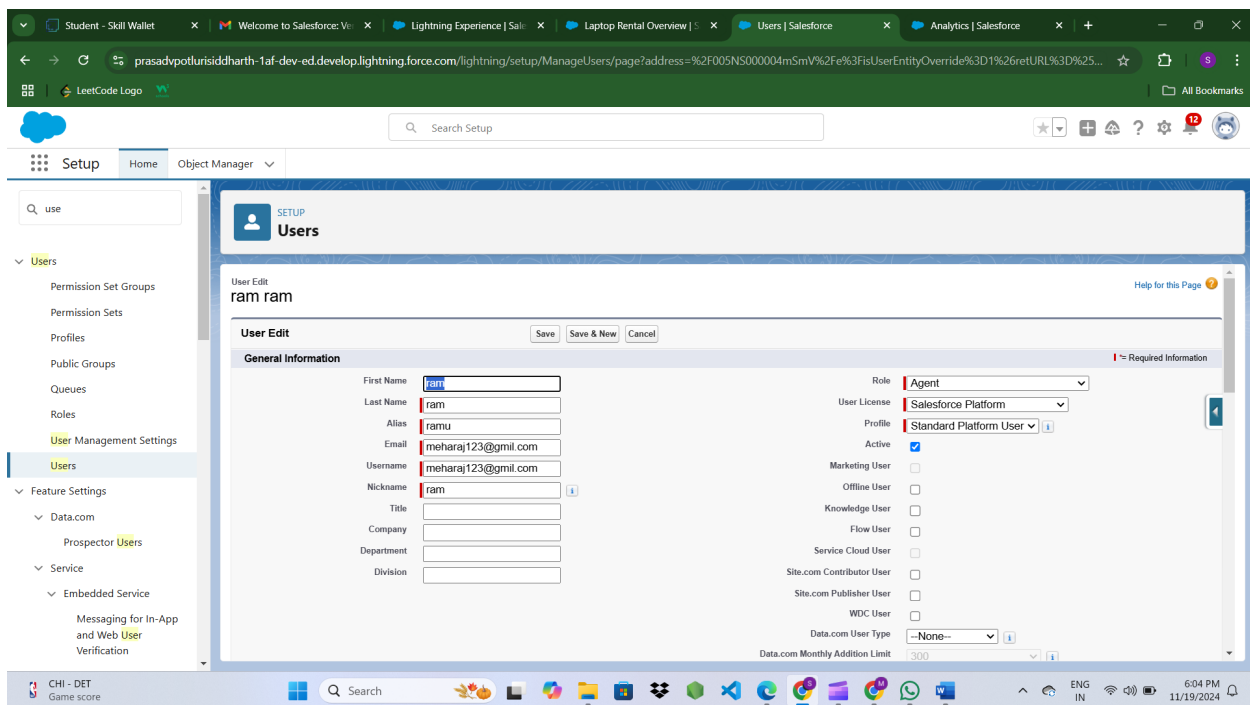 Student - Skill Wallet
Welcome to Salesforce: Ve
Lightning Experience | Sale
Laptop Rental Overview | S
Users | Salesforce
Analytics | Salesforce
prasadvpotlurisiddharth-1af-dev-ed.develop.lightning.force.com/lightning/setup/ManageUsers/page?address=%2F005NS000004mSmV%2Fe%3FisUserEntityOverride%3D1%26retURL%3D%25...
S
LeetCode Logo
All Bookmarks
Search Setup
12
Setup
Home
Object Manager
use
SETUP
Users
Users
Permission Set Groups
Permission Sets
Profiles
Public Groups
Queues
Roles
User Management Settings
Users
Feature Settings
Data.com
Prospector Users
Service
Embedded Service
Messaging for In-App
and Web User
Verification
User Edit
ram ram
Help for this Page
User Edit
Save
Save & New
Cancel
General Information
= Required Information
First Name ram
Last Name ram
Alias ramu
Email meharaj123@gmil.com
Username meharaj123@gmil.com
Nickname ram
Title
Company
Department
Division
Role Agent
User License Salesforce Platform
Profile Standard Platform User
Active
Marketing User
Offline User
Knowledge User
Flow User
Service Cloud User
Site.com Contributor User
Site.com Publisher User
WDC User
Data.com User Type --None--
Data.com Monthly Addition Limit 300
CHI - DET
Game score
Search
ENG
IN
6:04 PM
11/19/2024